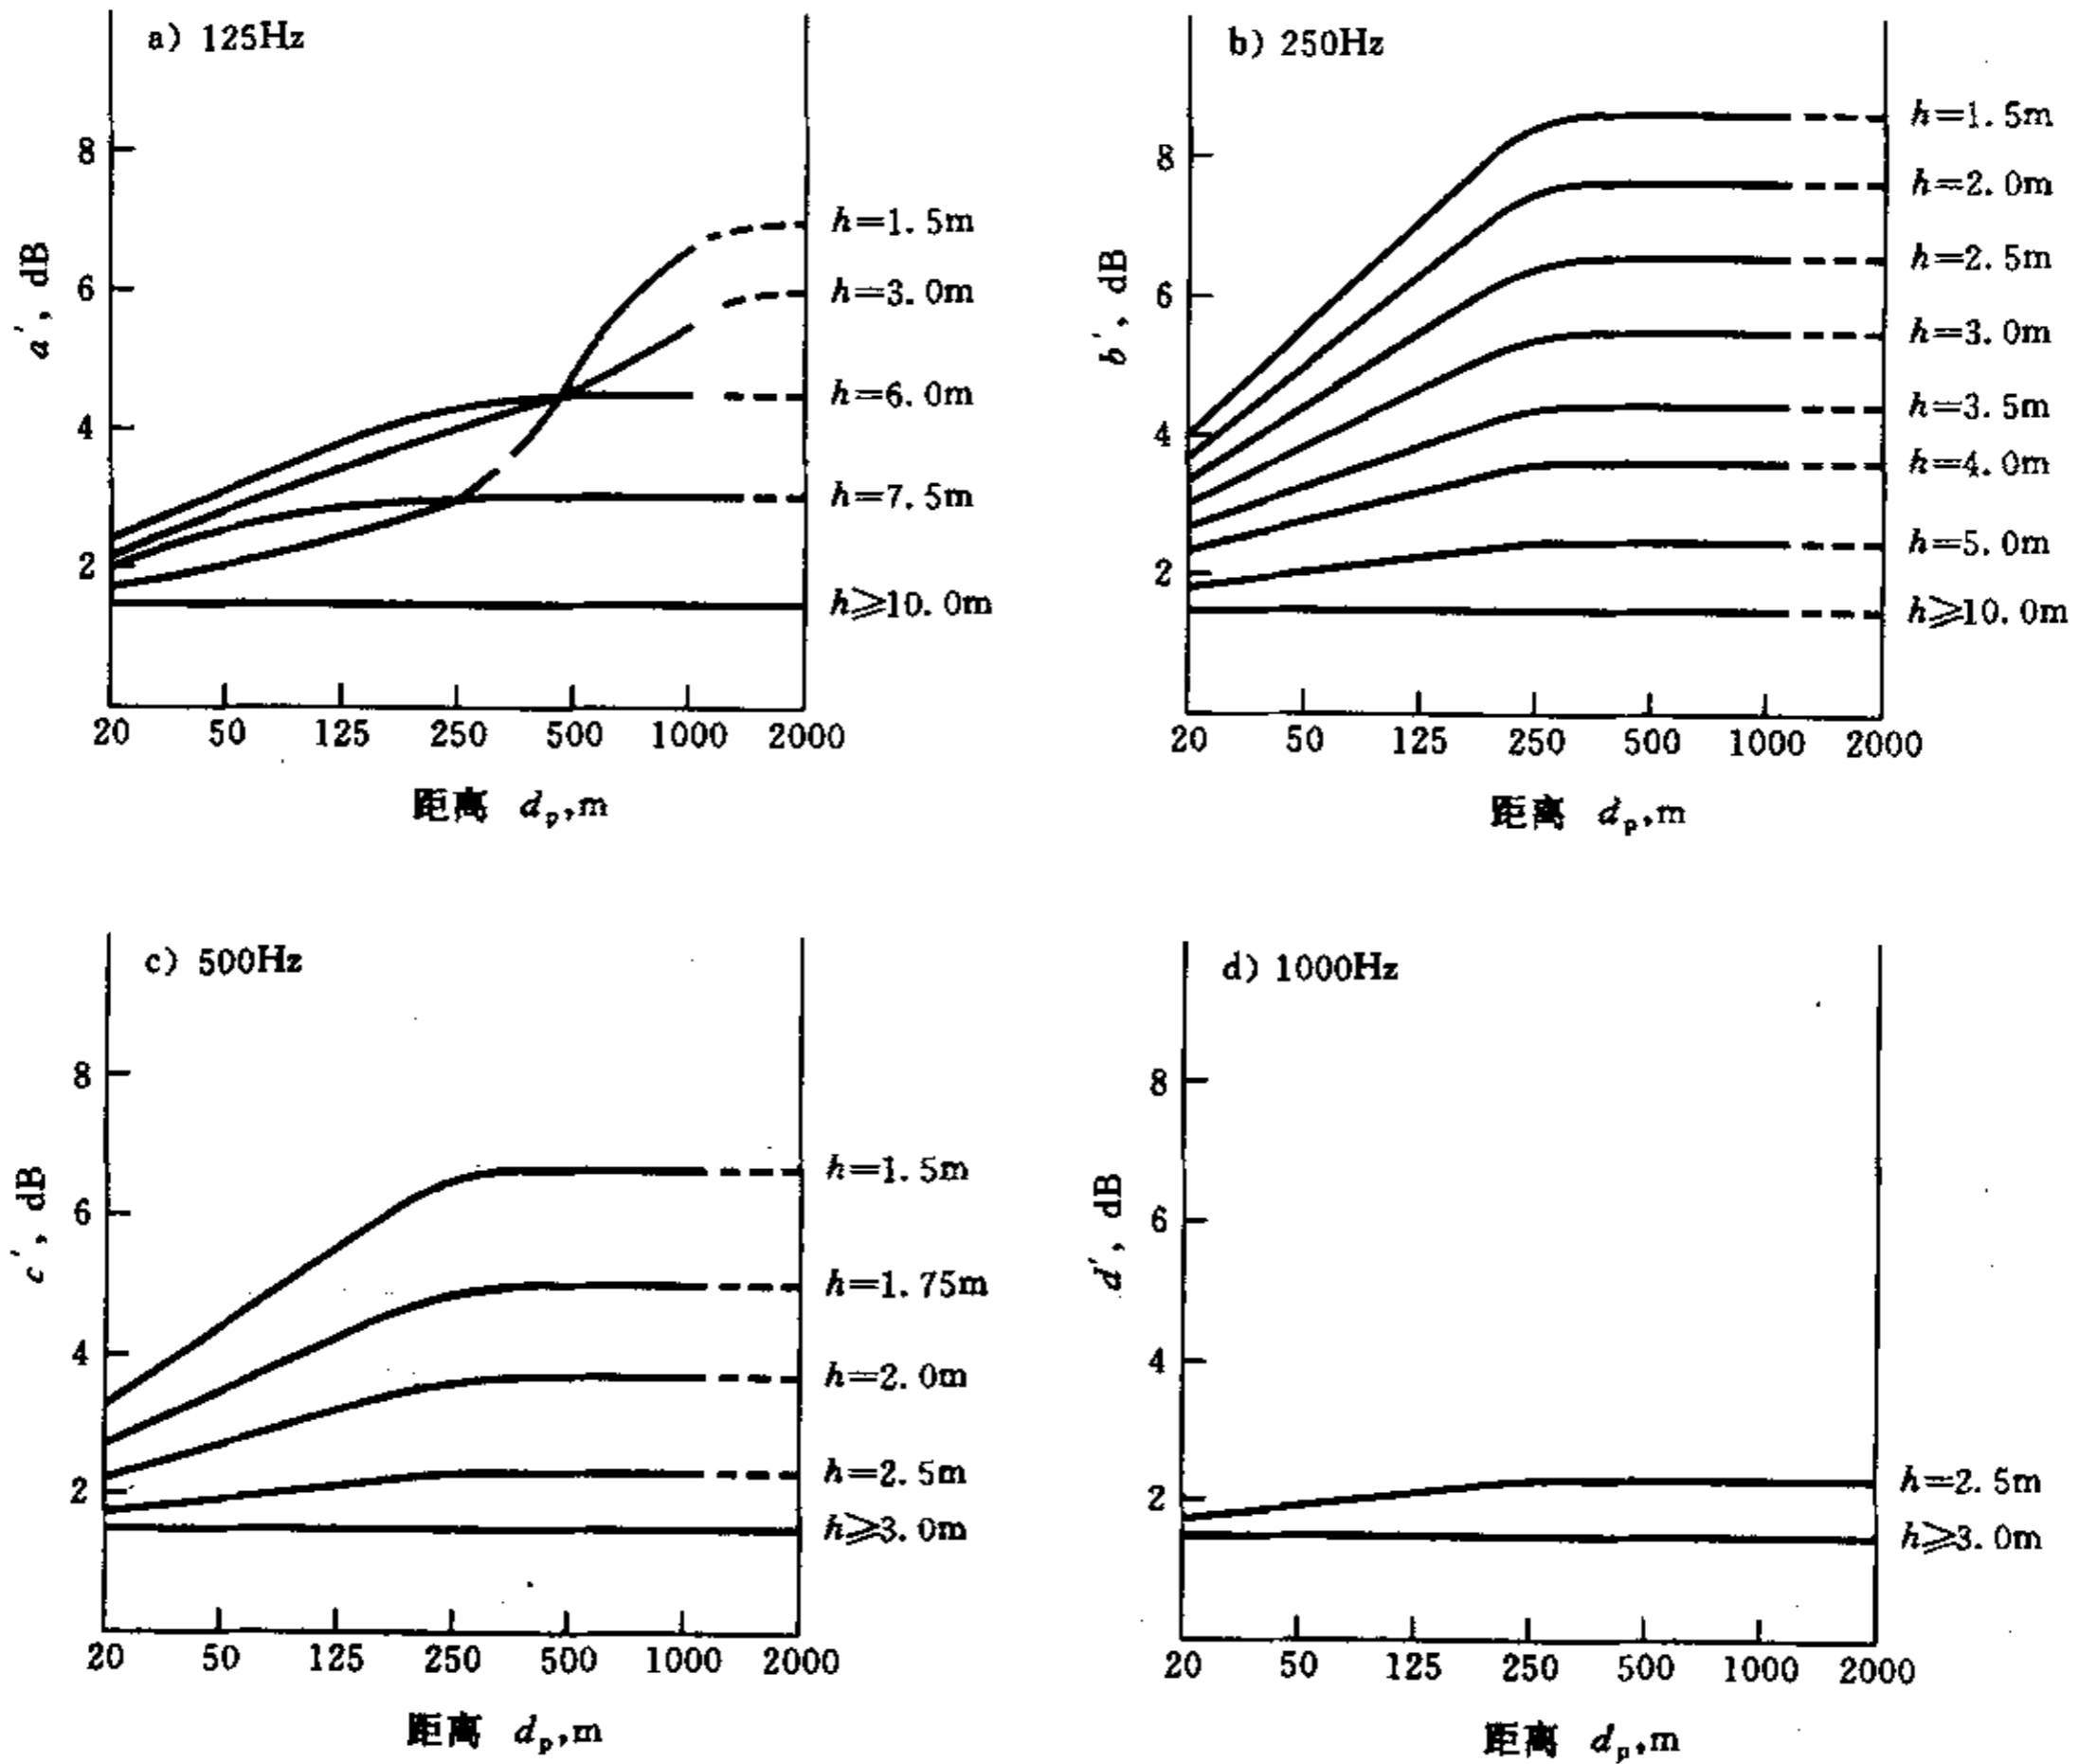 a) 125Hz
8
6
4
2
a′, dB
h=1.5m
h=3.0m
h=6.0m
h=7.5m
h⩾10.0m
20 50 125 250 500 1000 2000
距离 dp,m
b) 250Hz
8
6
4
2
b′, dB
h=1.5m
h=2.0m
h=2.5m
h=3.0m
h=3.5m
h=4.0m
h=5.0m
h⩾10.0m
20 50 125 250 500 1000 2000
距离 dp,m
c) 500Hz
8
6
4
2
c′, dB
h=1.5m
h=1.75m
h=2.0m
h=2.5m
h⩾3.0m
20 50 125 250 500 1000 2000
距离 dp,m
d) 1000Hz
8
6
4
2
d′, dB
h=2.5m
h⩾3.0m
20 50 125 250 500 1000 2000
距离 dp,m